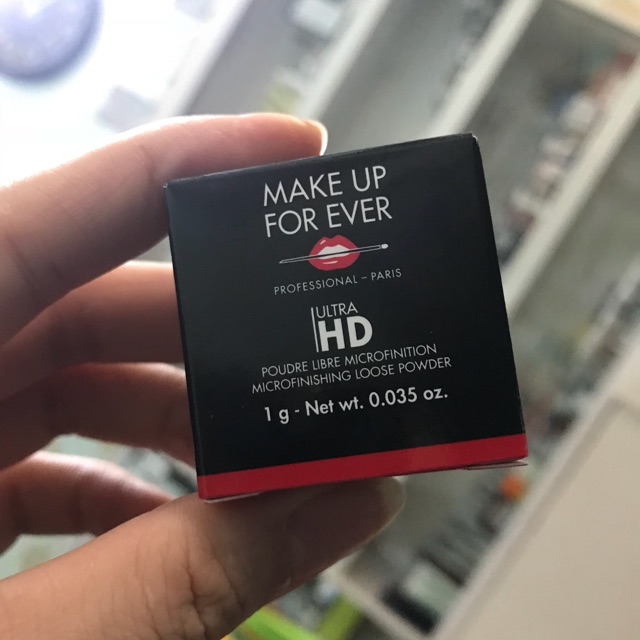 MAKE UP
FOR EVER
PROFESSIONAL – PARIS
ULTRA
HD
POUDRE LIBRE MICROFINITION
MICROFINISHING LOOSE POWDER
1 g - Net wt. 0.035 oz.